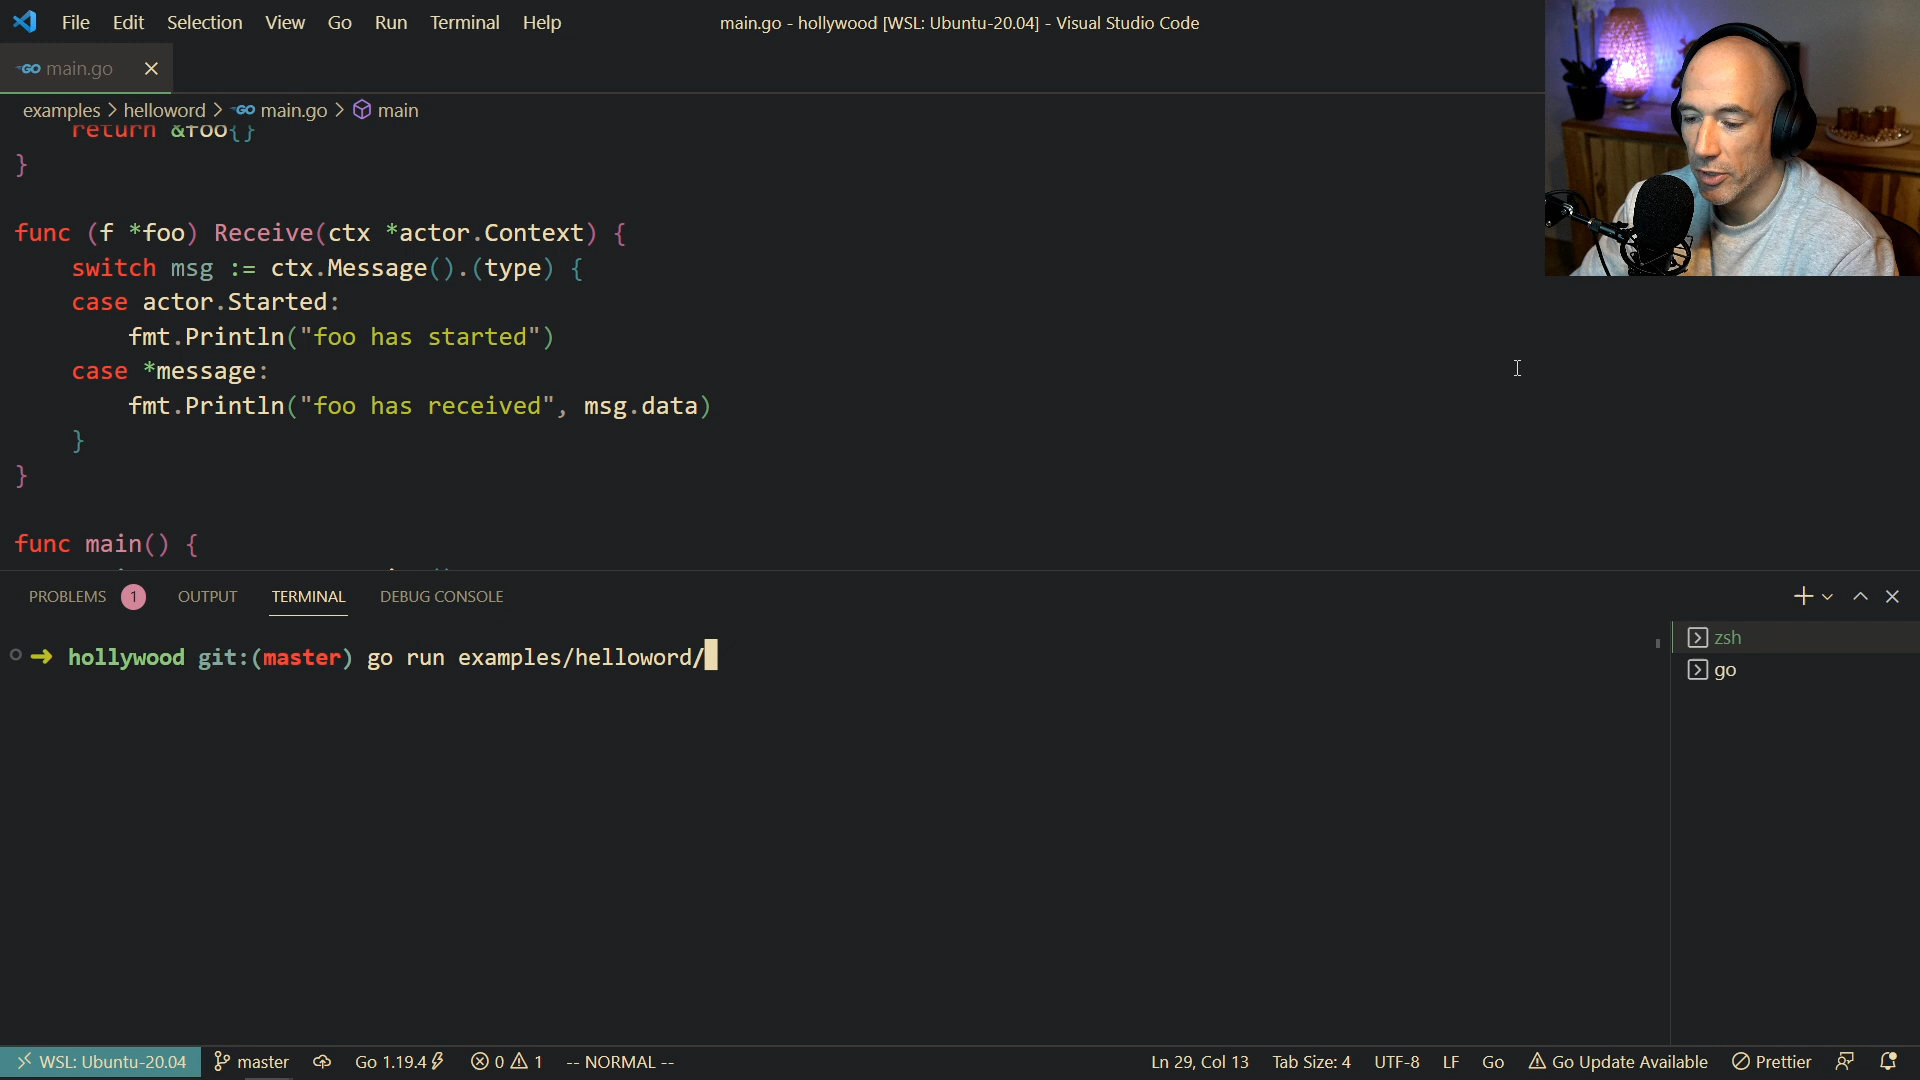 File Edit Selection View Go Run Terminal Help
main.go - hollywood [WSL: Ubuntu-20.04] - Visual Studio Code
GO main.go
examples > helloword > GO main.go > main
return &foo{}
}
func (f *foo) Receive(ctx *actor.Context) {
switch msg := ctx.Message().(type) {
case actor.Started:
fmt.Println("foo has started")
case *message:
fmt.Println("foo has received", msg.data)
}
}
func main() {
PROBLEMS 1 OUTPUT TERMINAL DEBUG CONSOLE
hollywood git:(master) go run examples/helloword/
zsh
go
WSL: Ubuntu-20.04 master Go 1.19.4 0 1 -- NORMAL -- Ln 29, Col 13 Tab Size: 4 UTF-8 LF Go Go Update Available Prettier